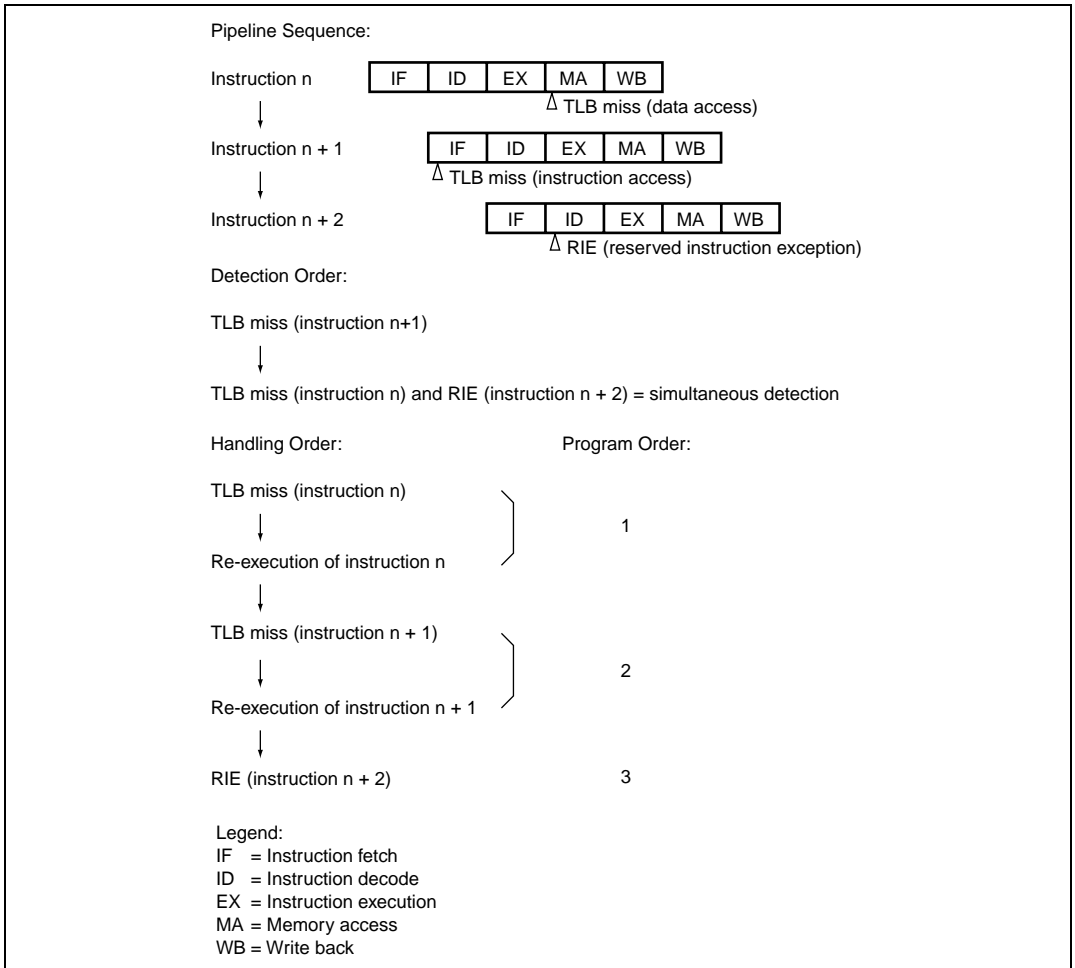 Pipeline Sequence:
Instruction n IF ID EX MA WB
TLB miss (data access)
Instruction n + 1 IF ID EX MA WB
TLB miss (instruction access)
Instruction n + 2 IF ID EX MA WB
RIE (reserved instruction exception)
Detection Order:
TLB miss (instruction n+1)
TLB miss (instruction n) and RIE (instruction n + 2) = simultaneous detection
Handling Order: Program Order:
TLB miss (instruction n)
1
Re-execution of instruction n
TLB miss (instruction n + 1)
2
Re-execution of instruction n + 1
RIE (instruction n + 2) 3
Legend:
IF = Instruction fetch
ID = Instruction decode
EX = Instruction execution
MA = Memory access
WB = Write back